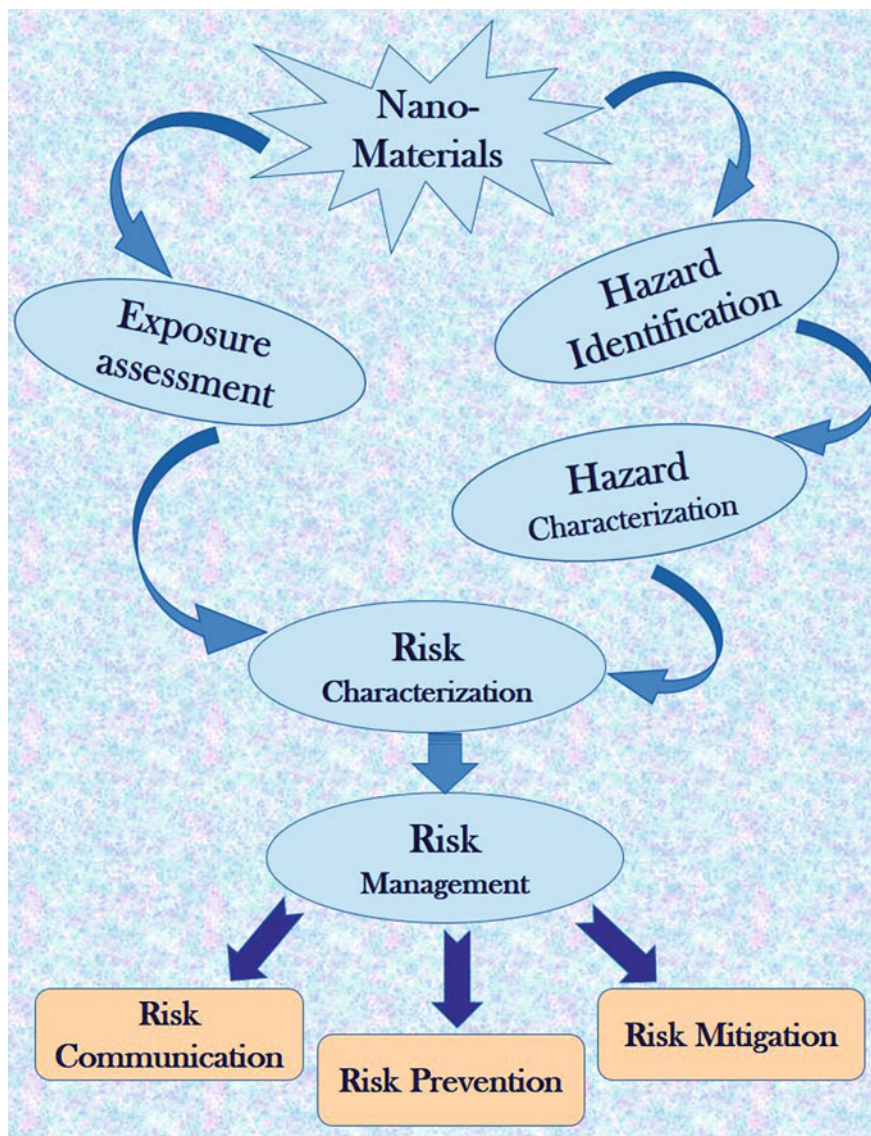 Nano-
Materials
Exposure
assessment
Hazard
Identification
Hazard
Characterization
Risk
Characterization
Risk
Management
Risk
Communication
Risk Prevention
Risk Mitigation